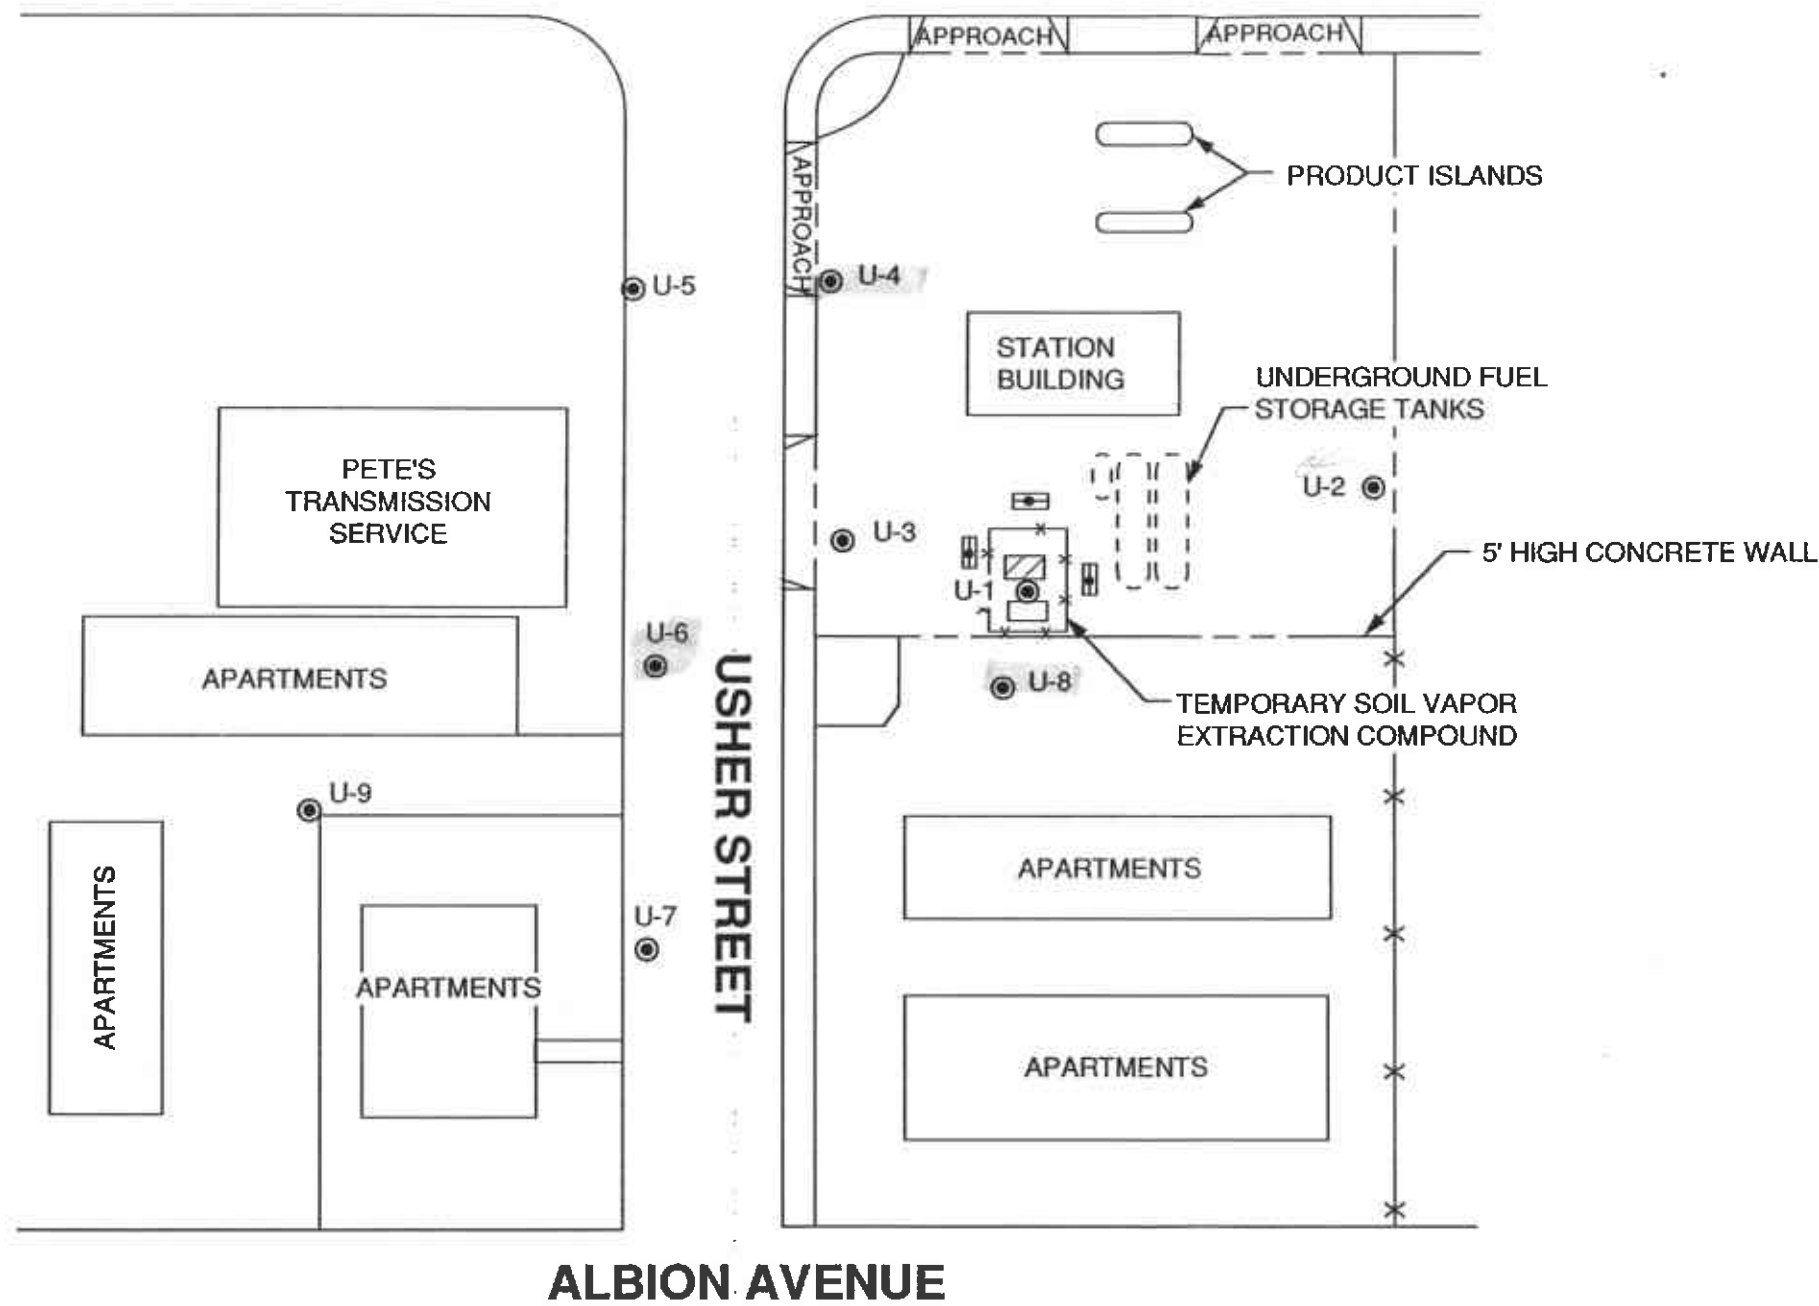 APPROACH
APPROACH
APPROACH
PRODUCT ISLANDS
U-5
U-4
STATION
BUILDING
UNDERGROUND FUEL
STORAGE TANKS
PETE'S
TRANSMISSION
SERVICE
U-2
U-3
5' HIGH CONCRETE WALL
U-1
U-6
APARTMENTS
U-8
TEMPORARY SOIL VAPOR
EXTRACTION COMPOUND
USHER STREET
U-9
APARTMENTS
APARTMENTS
U-7
APARTMENTS
APARTMENTS
ALBION AVENUE